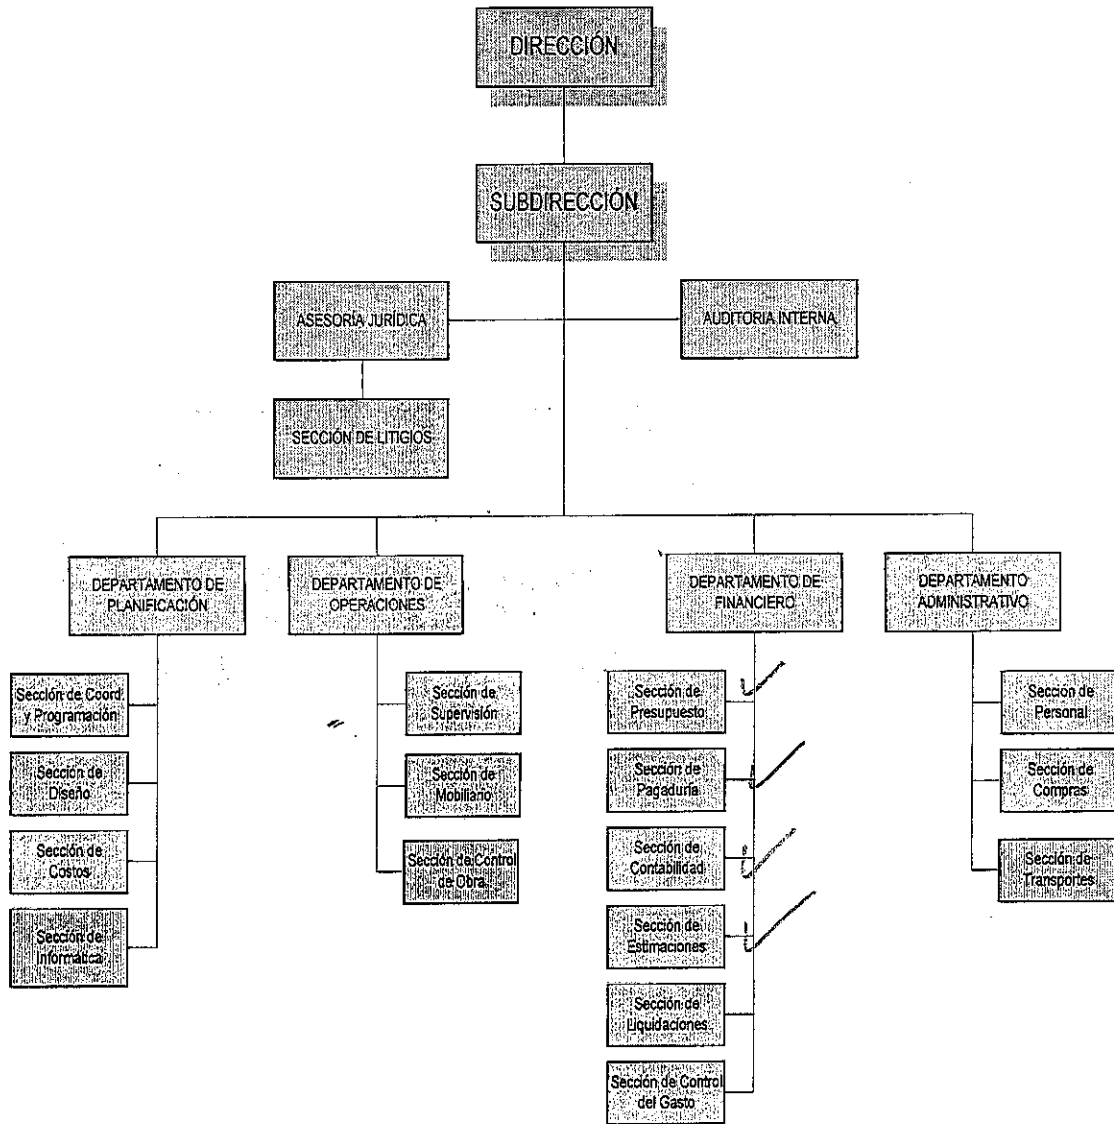 DIRECCIÓN
SUBDIRECCIÓN
ASESORÍA JURÍDICA
AUDITORIA INTERNA
SECCIÓN DE LITIGIOS
DEPARTAMENTO DE
PLANIFICACIÓN
DEPARTAMENTO DE
OPERACIONES
DEPARTAMENTO DE
FINANCIERO
DEPARTAMENTO
ADMINISTRATIVO
Sección de Coord.
y Programación
Sección de
Diseño
Sección de
Costos
Sección de
Informática
Sección de
Supervisión
Sección de
Mobiliario
Sección de Control
de Obra
Sección de
Presupuesto
Sección de
Pagaduría
Sección de
Contabilidad
Sección de
Estimaciones
Sección de
Liquidaciones
Sección de Control
del Gasto
Sección de
Personal
Sección de
Compras
Sección de
Transportes